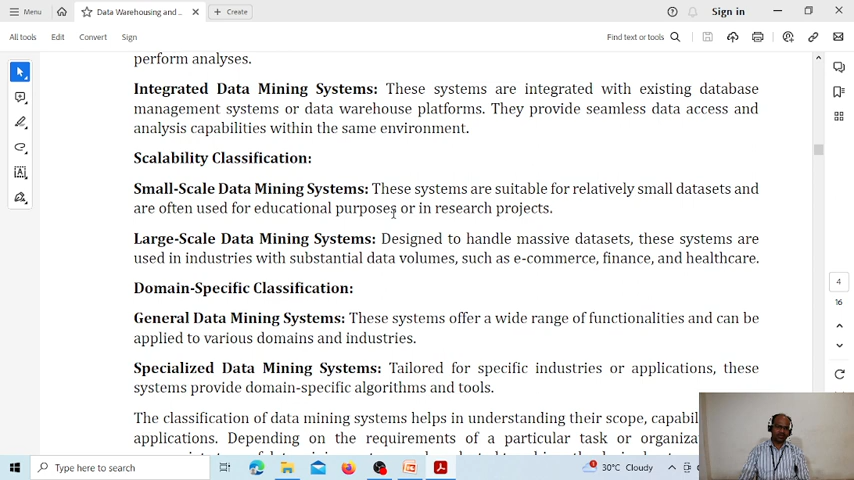 Menu
Data Warehousing and ...
Create
Sign in
All tools Edit Convert Sign
Find text or tools
perform analyses.
Integrated Data Mining Systems: These systems are integrated with existing database
management systems or data warehouse platforms. They provide seamless data access and
analysis capabilities within the same environment.
Scalability Classification:
Small-Scale Data Mining Systems: These systems are suitable for relatively small datasets and
are often used for educational purposes or in research projects.
Large-Scale Data Mining Systems: Designed to handle massive datasets, these systems are
used in industries with substantial data volumes, such as e-commerce, finance, and healthcare.
Domain-Specific Classification:
4
16
General Data Mining Systems: These systems offer a wide range of functionalities and can be
applied to various domains and industries.
Specialized Data Mining Systems: Tailored for specific industries or applications, these
systems provide domain-specific algorithms and tools.
The classification of data mining systems helps in understanding their scope, capabil
applications. Depending on the requirements of a particular task or organiza
Type here to search
30°C Cloudy